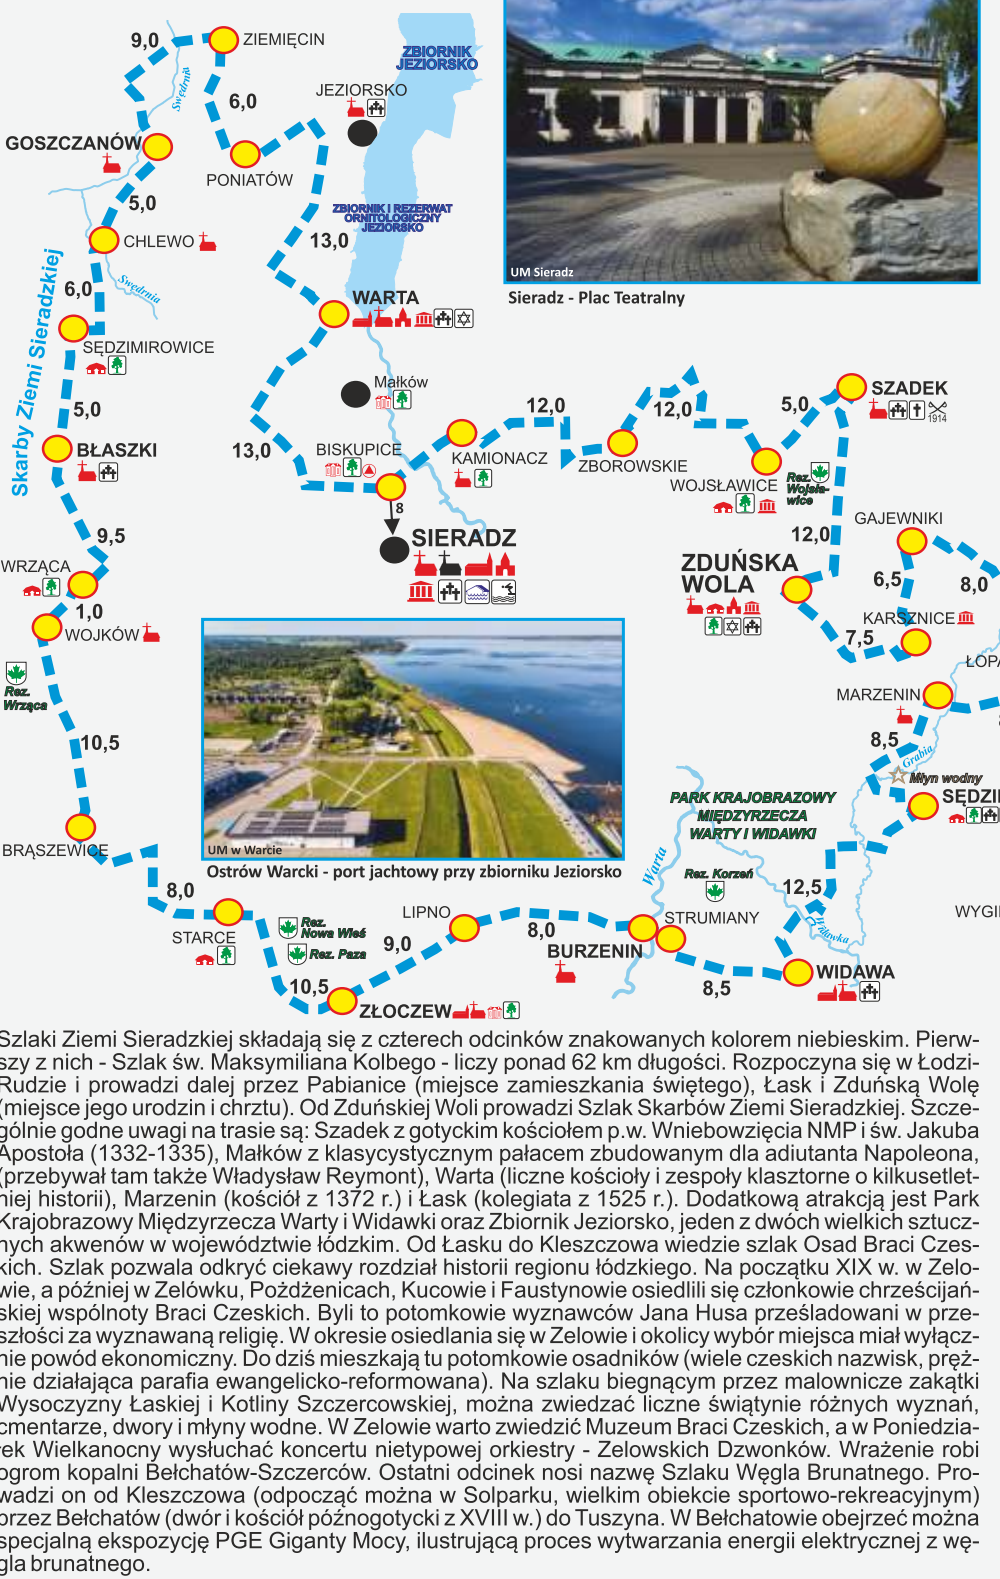 9,0
ZIEMIĘCIN
Swędrnia
6,0
ZBIORNIK
JEZIORSKO
JEZIORSKO
GOSZCZANÓW
PONIATÓW
5,0
CHLEWO
ZBIORNIK I REZERWAT
ORNITOLOGICZNY
JEZIORSKO
13,0
UM Sieradz
Sieradz - Plac Teatralny
Skarby Ziemi Sieradzkiej
6,0
Swędrnia
WARTA
SĘDZIMIROWICE
5,0
Małków
12,0
12,0
5,0
SZADEK
1914
BŁASZKI
13,0
BISKUPICE
KAMIONACZ
ZBOROWSKIE
WOJSŁAWICE
Rez.
Wojsła-
wice
8
SIERADZ
9,5
12,0
GAJEWNIKI
ZDUŃSKA
WOLA
WRZĄCA
1,0
WOJKÓW
6,5
8,0
KARSZNICE
7,5
ŁOPA
Rez.
Wrząca
MARZENIN
10,5
8,5
Grabia
Młyn wodny
SĘDZIE
PARK KRAJOBRAZOWY
MIĘDZYRZECZA
WARTY I WIDAWKI
UM w Warcie
Ostrów Warcki - port jachtowy przy zbiorniku Jeziorsko
BRĄSZEWICE
Warta
Rez. Korzeń
12,5
8,0
STARCE
Rez.
Nowa Wieś
Rez. Paza
LIPNO
9,0
8,0
STRUMIANY
BURZENIN
Widawka
WYGIE
10,5
ZŁOCZEW
8,5
WIDAWA
Szlaki Ziemi Sieradzkiej składają się z czterech odcinków znakowanych kolorem niebieskim. Pierw-
szy z nich - Szlak św. Maksymiliana Kolbego - liczy ponad 62 km długości. Rozpoczyna się w Łodzi-
Rudzie i prowadzi dalej przez Pabianice (miejsce zamieszkania świętego), Łask i Zduńską Wolę
(miejsce jego urodzin i chrztu). Od Zduńskiej Woli prowadzi Szlak Skarbów Ziemi Sieradzkiej. Szcze-
gólnie godne uwagi na trasie są: Szadek z gotyckim kościołem p.w. Wniebowzięcia NMP i św. Jakuba
Apostoła (1332-1335), Małków z klasycystycznym pałacem zbudowanym dla adiutanta Napoleona,
(przebywał tam także Władysław Reymont), Warta (liczne kościoły i zespoły klasztorne o kilkusetlet-
niej historii), Marzenin (kościół z 1372 r.) i Łask (kolegiata z 1525 r.). Dodatkową atrakcją jest Park
Krajobrazowy Międzyrzecza Warty i Widawki oraz Zbiornik Jeziorsko, jeden z dwóch wielkich sztucz-
nych akwenów w województwie łódzkim. Od Łasku do Kleszczowa wiedzie szlak Osad Braci Czes-
kich. Szlak pozwala odkryć ciekawy rozdział historii regionu łódzkiego. Na początku XIX w. w Zelo-
wie, a później w Zelówku, Pożdżenicach, Kucowie i Faustynowie osiedlili się członkowie chrześcijań-
skiej wspólnoty Braci Czeskich. Byli to potomkowie wyznawców Jana Husa prześladowani w prze-
szłości za wyznawaną religię. W okresie osiedlania się w Zelowie i okolicy wybór miejsca miał wyłącz-
nie powód ekonomiczny. Do dziś mieszkają tu potomkowie osadników (wiele czeskich nazwisk, pręż-
nie działająca parafia ewangelicko-reformowana). Na szlaku biegnącym przez malownicze zakątki
Wysoczyzny Łaskiej i Kotliny Szczercowskiej, można zwiedzać liczne świątynie różnych wyznań,
cmentarze, dwory i młyny wodne. W Zelowie warto zwiedzić Muzeum Braci Czeskich, a w Poniedzia-
łek Wielkanocny wysłuchać koncertu nietypowej orkiestry - Zelowskich Dzwonków. Wrażenie robi
ogrom kopalni Bełchatów-Szczerców. Ostatni odcinek nosi nazwę Szlaku Węgla Brunatnego. Pro-
wadzi on od Kleszczowa (odpocząć można w Solparku, wielkim obiekcie sportowo-rekreacyjnym)
przez Bełchatów (dwór i kościół późnogotycki z XVIII w.) do Tuszyna. W Bełchatowie obejrzeć można
specjalną ekspozycję PGE Giganty Mocy, ilustrującą proces wytwarzania energii elektrycznej z wę-
gla brunatnego.